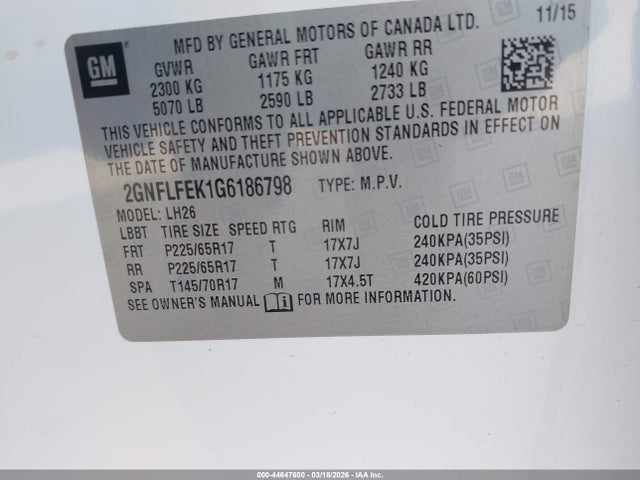 GM
MFD BY GENERAL MOTORS OF CANADA LTD. 11/15
GVWR GAWR FRT GAWR RR
2300 KG 1175 KG 1240 KG
5070 LB 2590 LB 2733 LB
THIS VEHICLE CONFORMS TO ALL APPLICABLE U.S. FEDERAL MOTOR
VEHICLE SAFETY AND THEFT PREVENTION STANDARDS IN EFFECT ON
THE DATE OF MANUFACTURE SHOWN ABOVE.
2GNFLFEK1G6186798 TYPE: M.P.V.
MODEL: LH26
LBBT TIRE SIZE SPEED RTG RIM COLD TIRE PRESSURE
FRT P225/65R17 T 17X7J 240KPA(35PSI)
RR P225/65R17 T 17X7J 240KPA(35PSI)
SPA T145/70R17 M 17X4.5T 420KPA(60PSI)
SEE OWNER'S MANUAL FOR MORE INFORMATION.
000-44647600 - 03/18/2026 - IAA Inc.